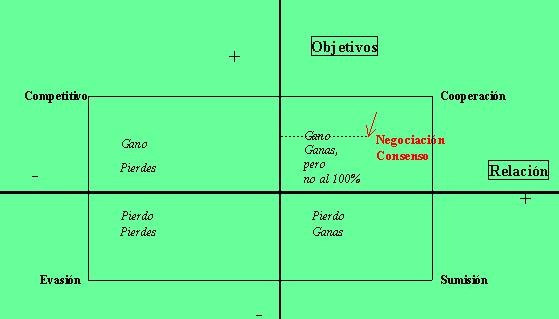 Objetivos
+
Competitivo
Cooperación
Gano
Pierdes
Gano
Ganas,
pero
no al 100%
Negociación
Consenso
Relación
–
+
Pierdo
Pierdes
Pierdo
Ganas
Evasión
Sumisión
–